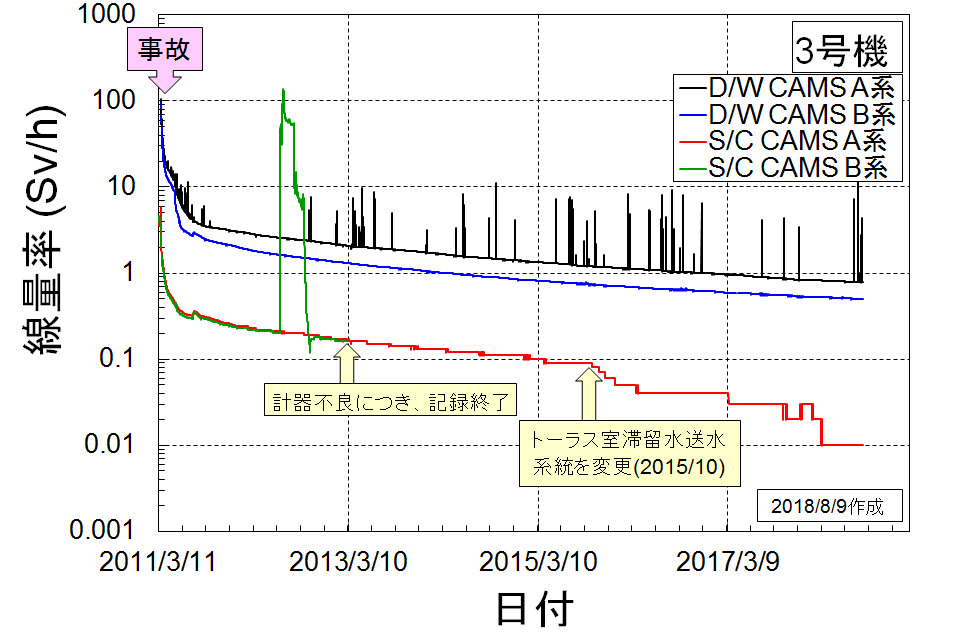 1000
100
10
1
0.1
0.01
0.001
線量率 (Sv/h)
事故
3号機
D/W CAMS A系
D/W CAMS B系
S/C CAMS A系
S/C CAMS B系
計器不良につき、記録終了
トーラス室滞留水送水
系統を変更(2015/10)
2018/8/9作成
2011/3/11
2013/3/10
2015/3/10
2017/3/9
日付